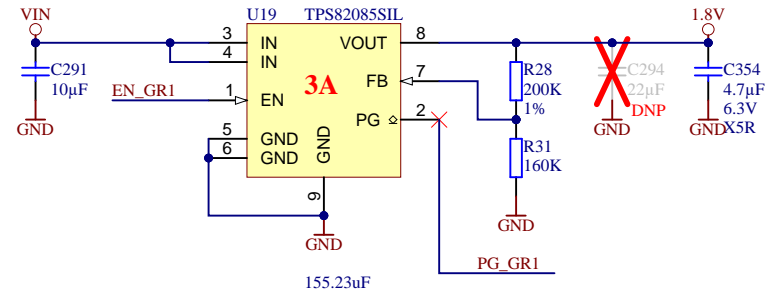 VIN
U19 TPS82085SIL
1.8V
3 IN VOUT 8
4 IN
C291
10µF
GND
3A
FB 7
R28
200K
1%
C294
22µF
DNP
GND
C354
4.7µF
6.3V
X5R
GND
EN_GR1 1 EN
PG 2
5 GND
6 GND
GND
9
R31
160K
GND
GND
PG_GR1
155.23uF